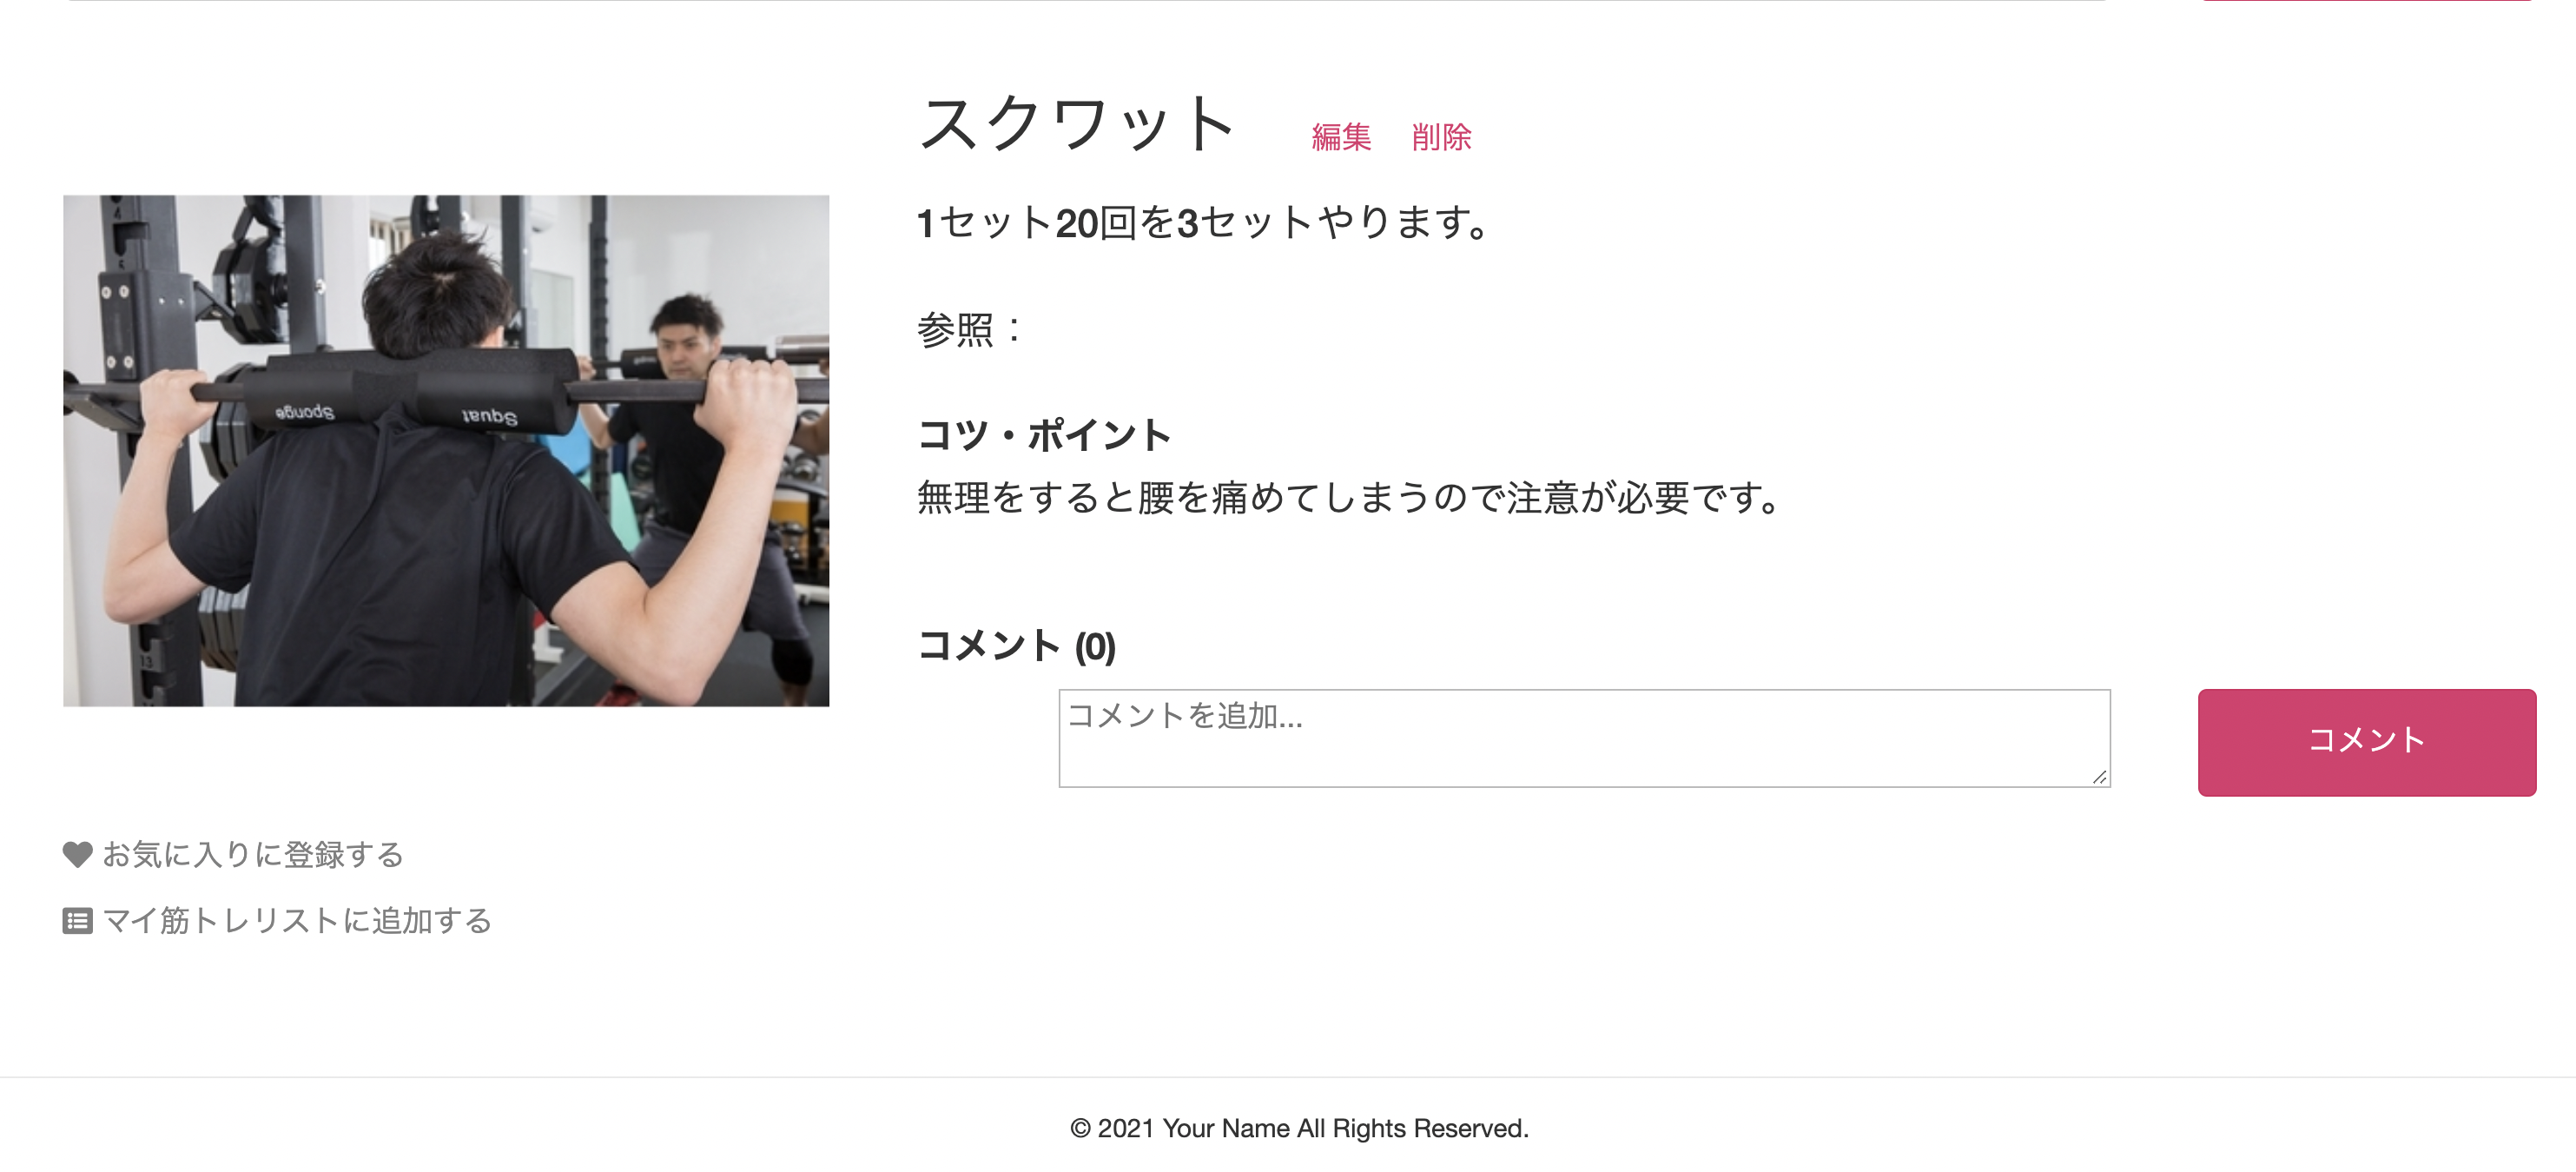 スクワット 編集 削除
1セット20回を3セットやります。
参照：
コツ・ポイント
無理をすると腰を痛めてしまうので注意が必要です。
コメント (0)
コメントを追加...
コメント
4
5
13
Sponge
Squat
お気に入りに登録する
マイ筋トレリストに追加する
© 2021 Your Name All Rights Reserved.